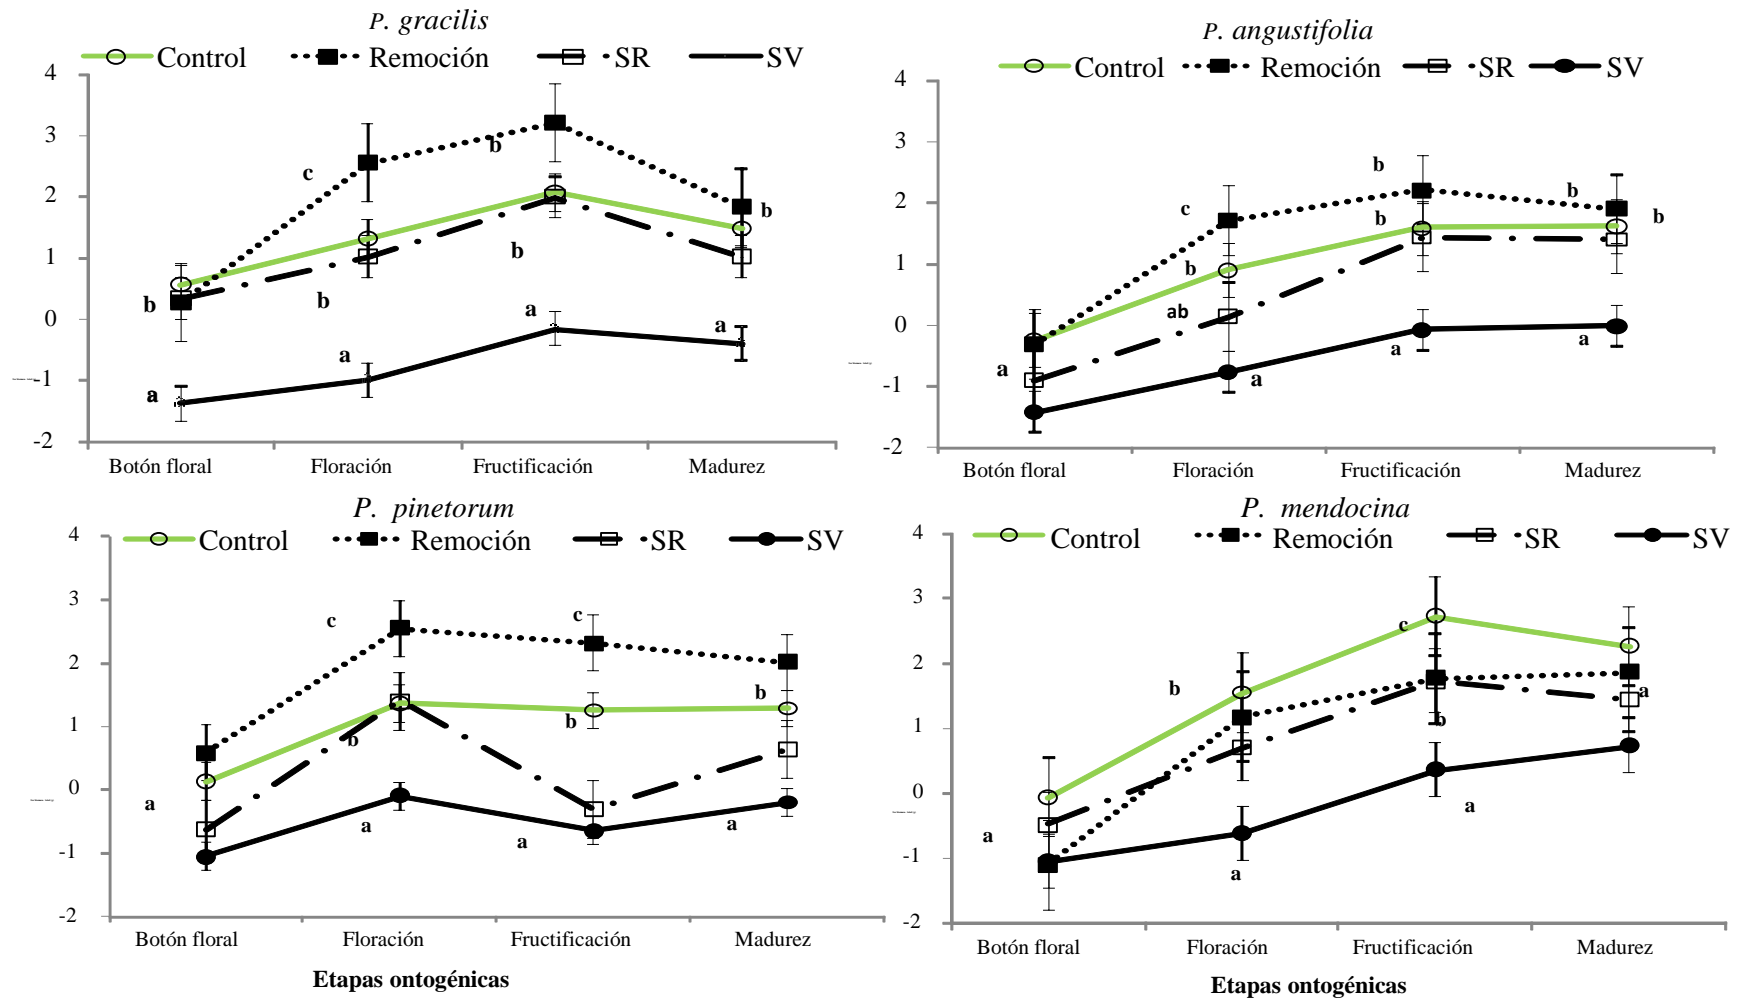 P. gracilis
Control Remoción SR SV
4
3
2
1
0
-1
-2
c
b
b
b
b
b
a
a
a
a
Botón floral Floración Fructificación Madurez
P. angustifolia
Control Remoción SR SV
4
3
2
1
0
-1
-2
c
b
b
b
b
b
ab
a
a
a
a
Botón floral Floración Fructificación Madurez
P. pinetorum
Control Remoción SR SV
4
3
2
1
0
-1
-2
c
c
b
b
b
a
a
a
a
Botón floral Floración Fructificación Madurez
Etapas ontogénicas
P. mendocina
Control Remoción SR SV
4
3
2
1
0
-1
-2
c
b
a
b
a
a
a
Botón floral Floración Fructificación Madurez
Etapas ontogénicas